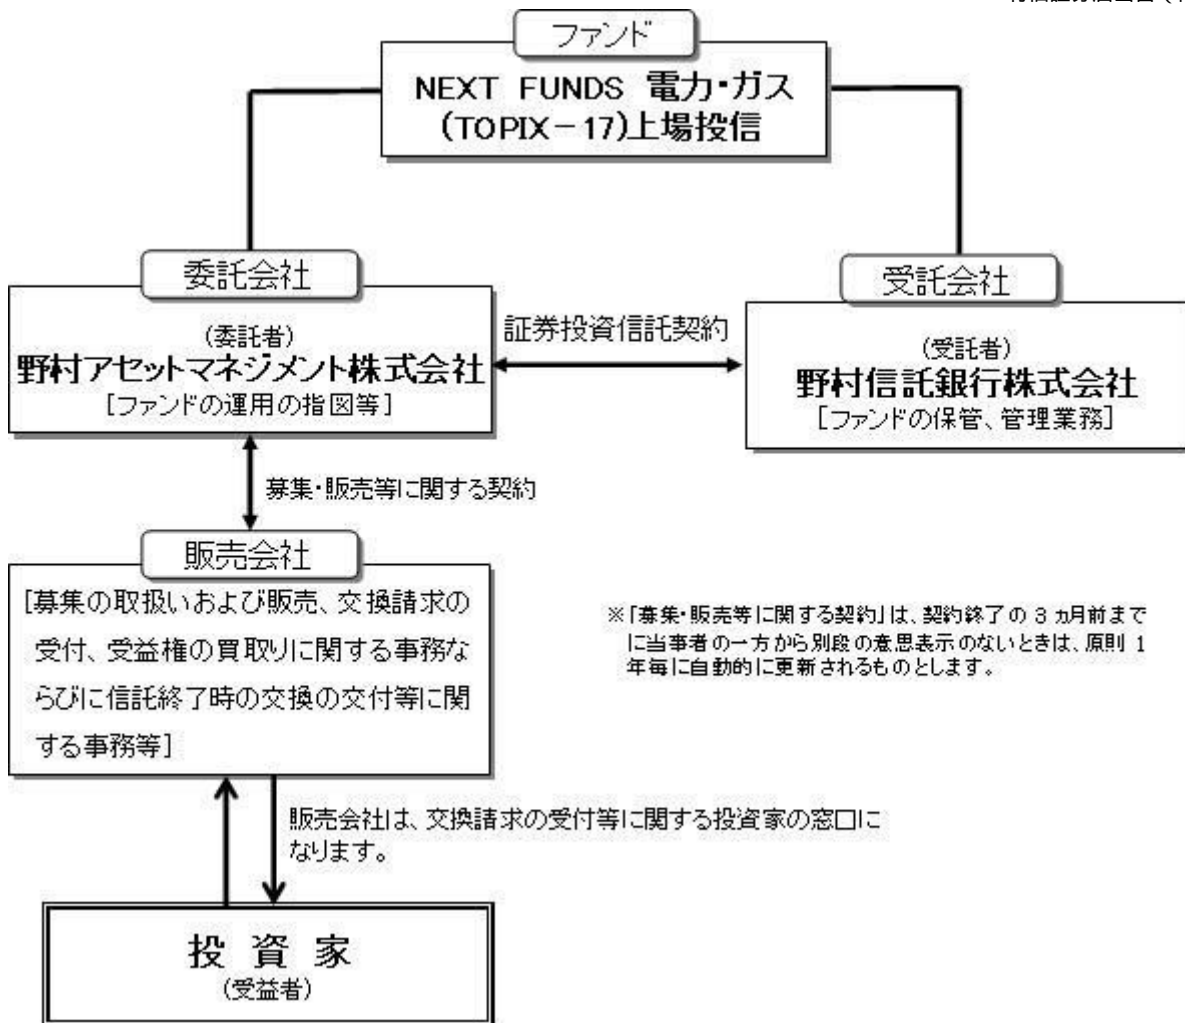 ファンド
NEXT FUNDS 電力・ガス
(TOPIX－17)上場投信
委託会社
(委託者)
野村アセットマネジメント株式会社
[ファンドの運用の指図等]
証券投資信託契約
受託会社
(受託者)
野村信託銀行株式会社
[ファンドの保管、管理業務]
募集・販売等に関する契約
販売会社
[募集の取扱いおよび販売、交換請求の
受付、受益権の買取りに関する事務な
らびに信託終了時の交換の交付等に関
する事務等]
※「募集・販売等に関する契約」は、契約終了の 3 カ月前まで
に当事者の一方から別段の意思表示のないときは、原則 1
年毎に自動的に更新されるものとします。
販売会社は、交換請求の受付等に関する投資家の窓口に
なります。
投 資 家
(受益者)